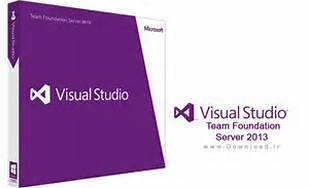 Team Foundation Server 2013
Microsoft
Visual Studio
Visual Studio
Team Foundation
Server 2013
www.Download.ir